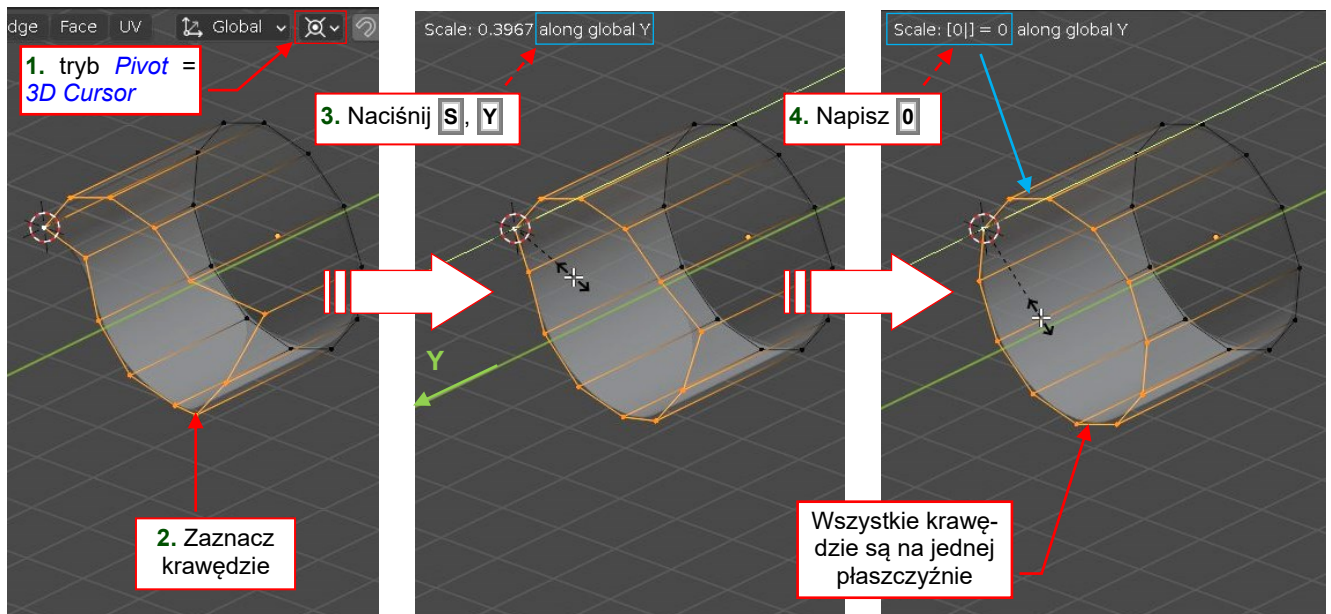 dge Face UV Global
1. tryb Pivot =
3D Cursor
2. Zaznacz
krawędzie
Scale: 0.3967 along global Y
3. Naciśnij S, Y
Y
Scale: [0|] = 0 along global Y
4. Napisz 0
Wszystkie krawę-
dzie są na jednej
płaszczyźnie